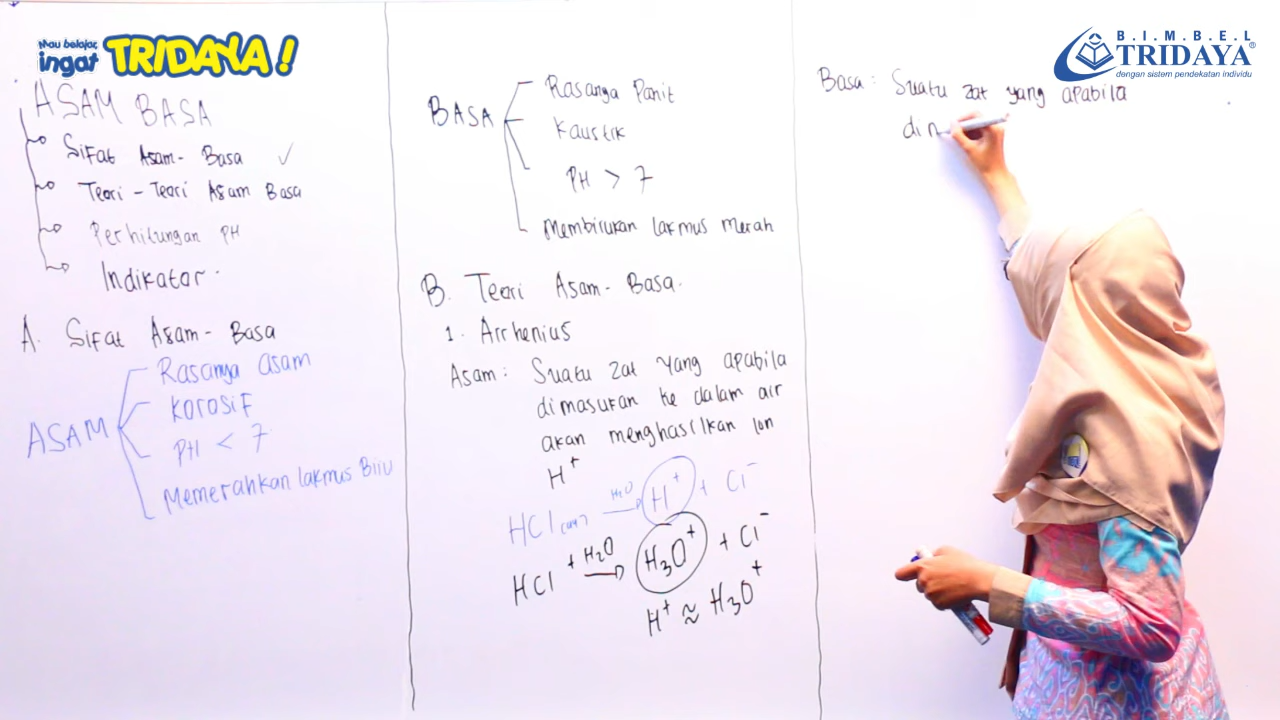 Mau belajar,
ingat TRIDAYA!
ASAM BASA
Sifat Asam-Basa ✓
Teori-Teori Asam Basa
Perhitungan PH
Indikator.
A. Sifat Asam-Basa
ASAM
Rasanya asam
Korosif
PH < 7
Memerahkan lakmus Biru
BASA
Rasanya Panit
Kaustik
PH > 7
Membirukan lakmus merah
B. Teori Asam-Basa.
1. Arrhenius
Asam: Suatu zat yang apabila
dimasukan ke dalam air
akan menghasilkan Ion
H⁺
H₂O
HCl → H⁺ + Cl⁻
HCl + H₂O → H₃O⁺ + Cl⁻
H⁺ ≈ H₃O⁺
B.I.M.B.E.L
TRIDAYA®
dengan sistem pendekatan individu
Basa: Suatu zat yang apabila